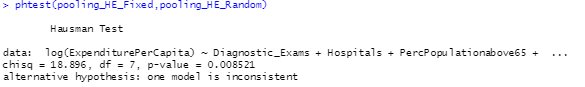 > phtest(pooling_HE_Fixed,pooling_HE_Random)
Hausman Test
data:  log(ExpenditurePerCapita) ~ Diagnostic_Exams + Hospitals + PercPopulationabove65 +  ...
chisq = 18.896, df = 7, p-value = 0.008521
alternative hypothesis: one model is inconsistent